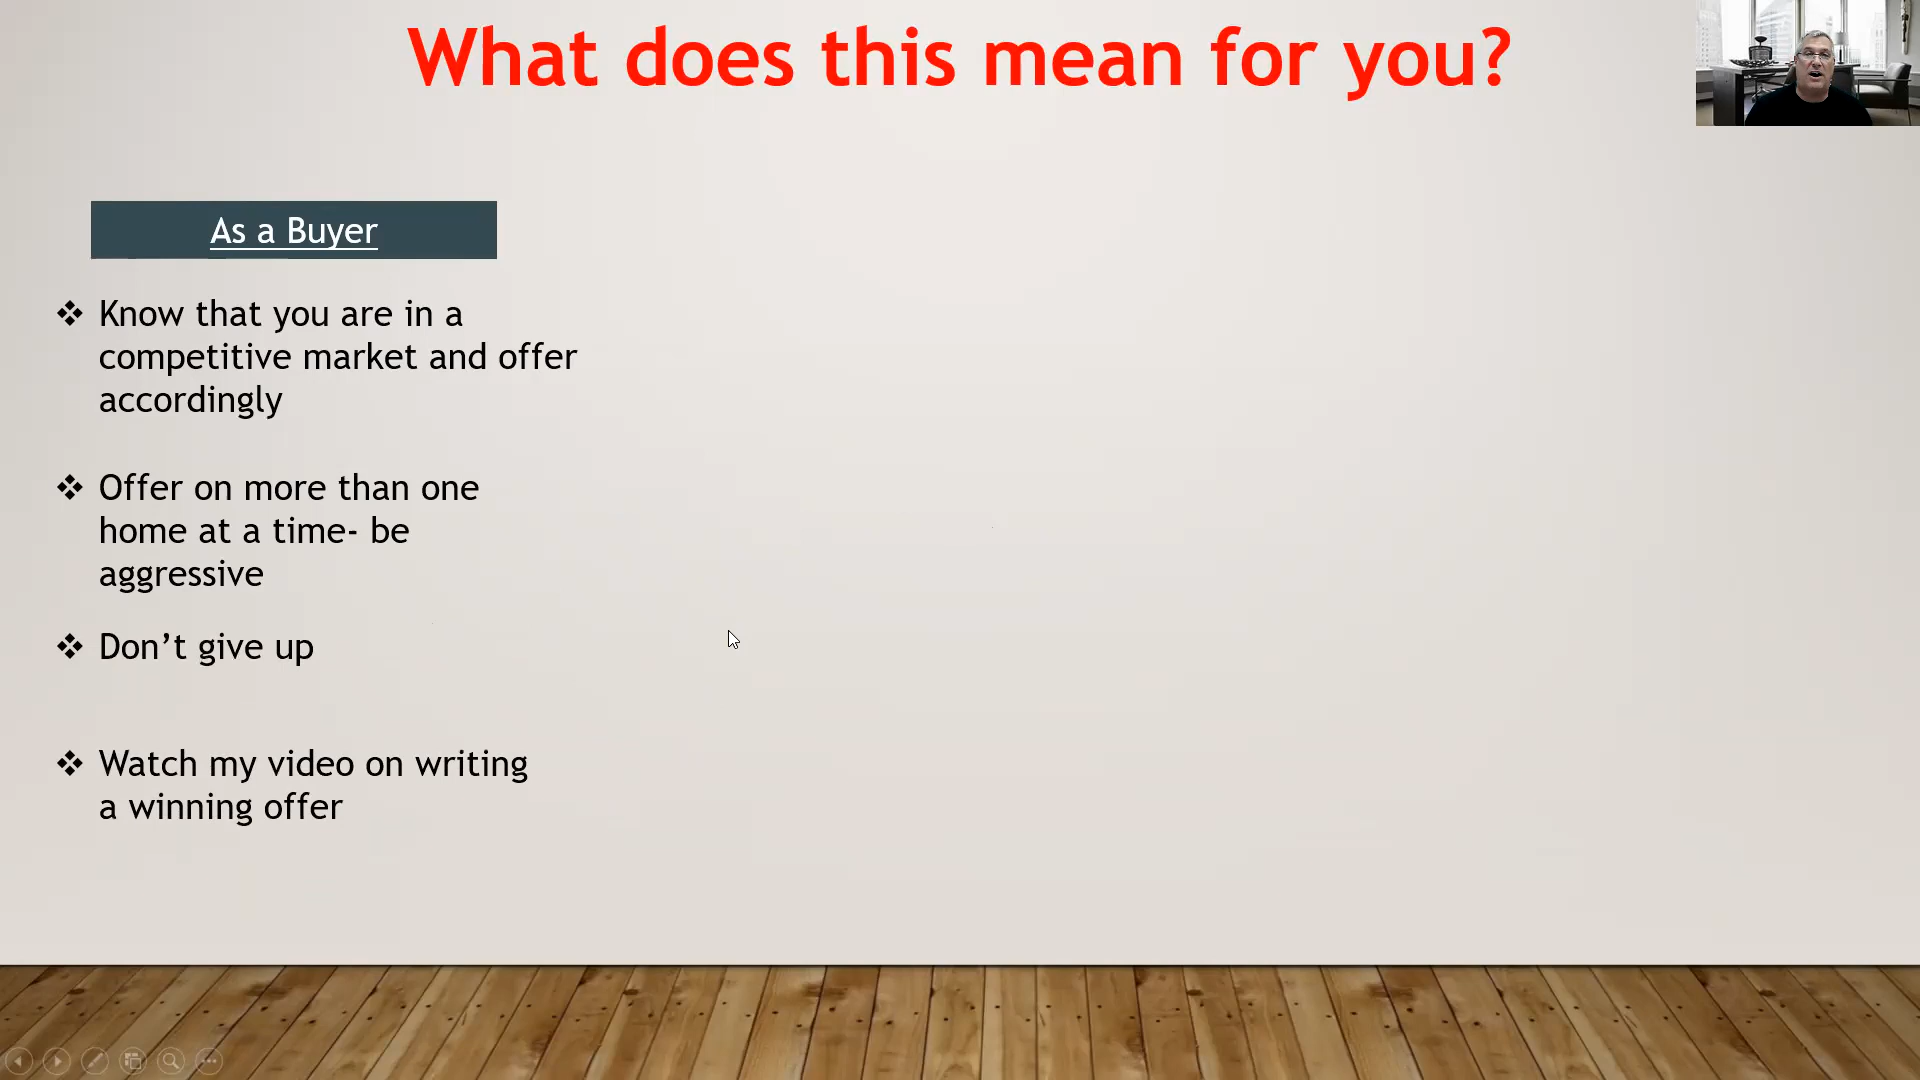 What does this mean for you?
As a Buyer
❖ Know that you are in a
competitive market and offer
accordingly
❖ Offer on more than one
home at a time- be
aggressive
❖ Don’t give up
❖ Watch my video on writing
a winning offer